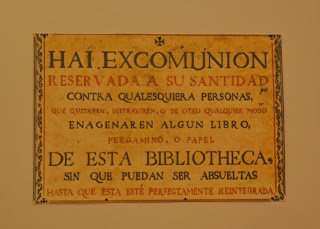 HAI EXCOMUNION
RESERVADA A SU SANTIDAD
CONTRA QUALESQUIERA PERSONAS,
QUE QUITAREN, DISTRAXEREN, O DE OTRO QUALQUIER MODO
ENAGENAREN ALGUN LIBRO,
PERGAMINO, O PAPEL
DE ESTA BIBLIOTHECA,
SIN QUE PUEDAN SER ABSUELTAS
HASTA QUE ESTA ESTÉ PERFECTAMENTE REINTEGRADA